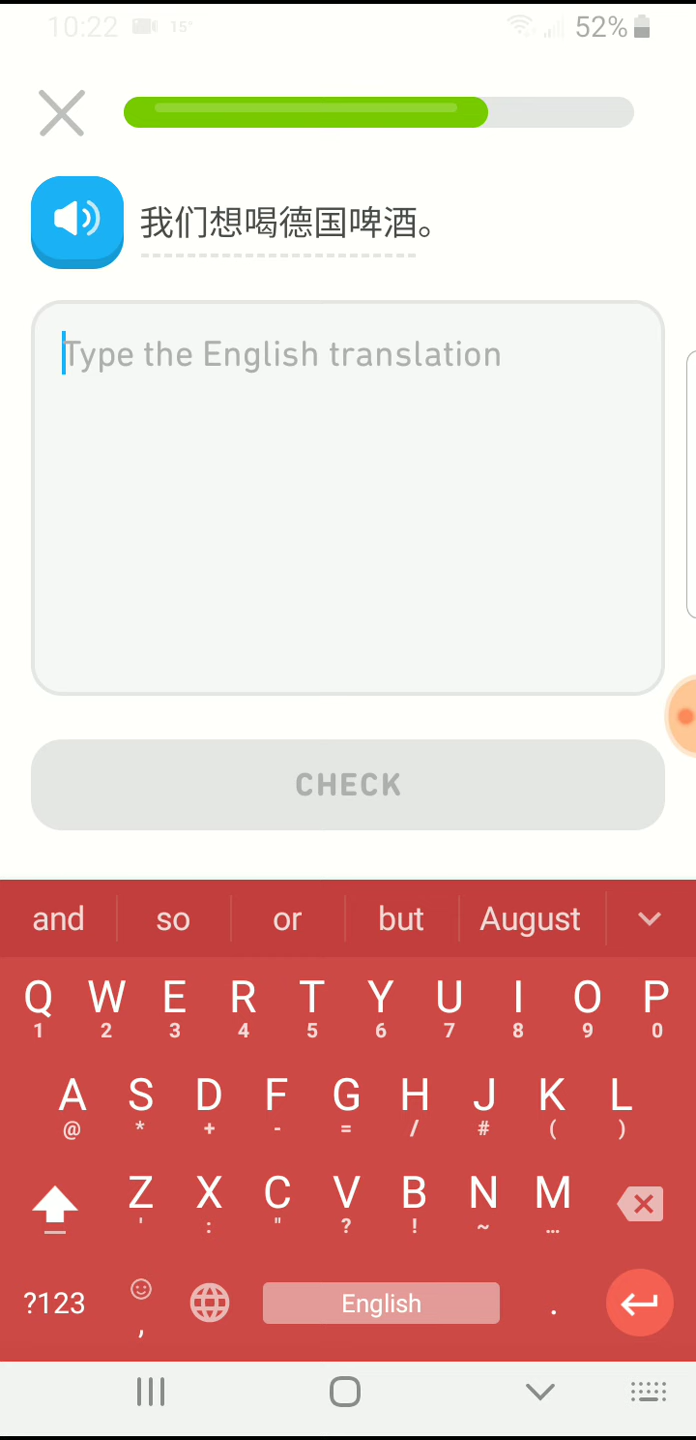 10:22 15° 52%
我们想喝德国啤酒。
Type the English translation
CHECK
and so or but August
Q W E R T Y U I O P
1 2 3 4 5 6 7 8 9 0
A S D F G H J K L
@ * + - = / # ( )
Z X C V B N M
' : " ? ! ~ …
?123 , English .